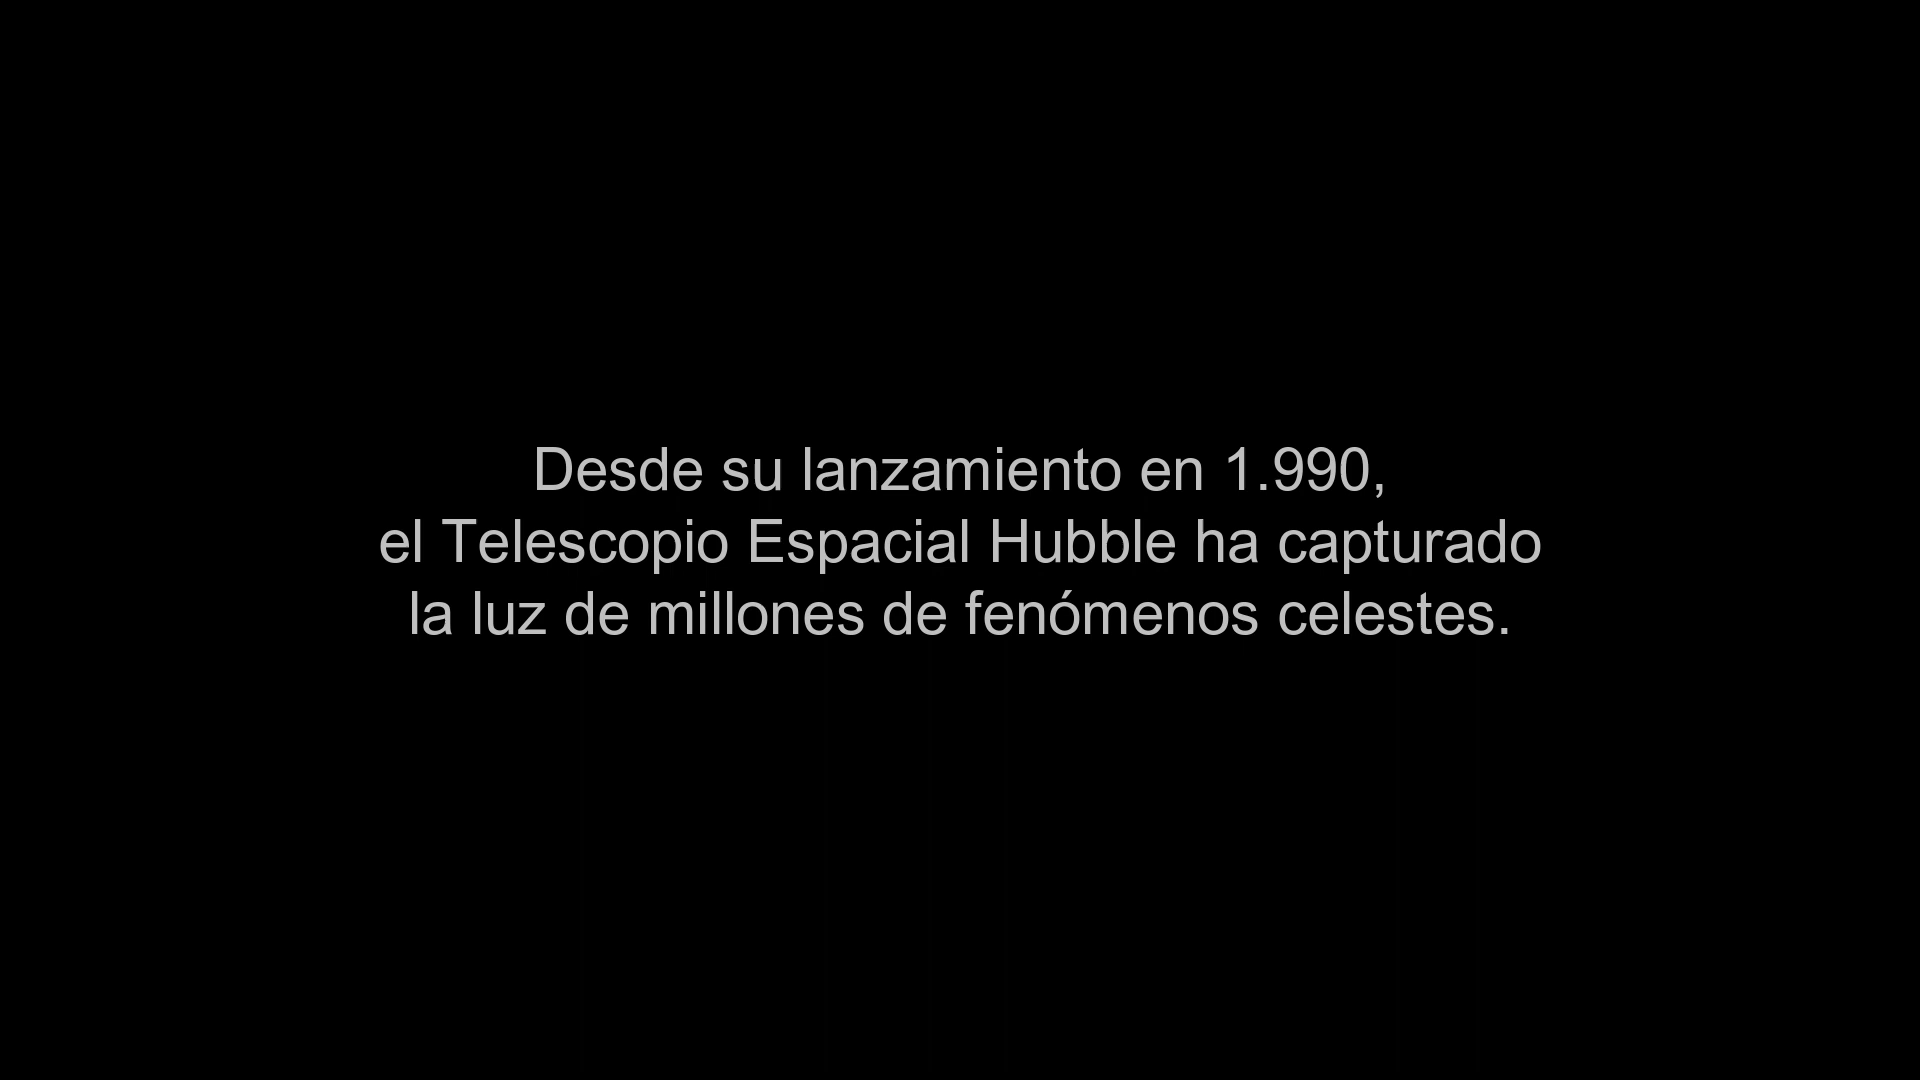 Desde su lanzamiento en 1.990,
el Telescopio Espacial Hubble ha capturado
la luz de millones de fenómenos celestes.